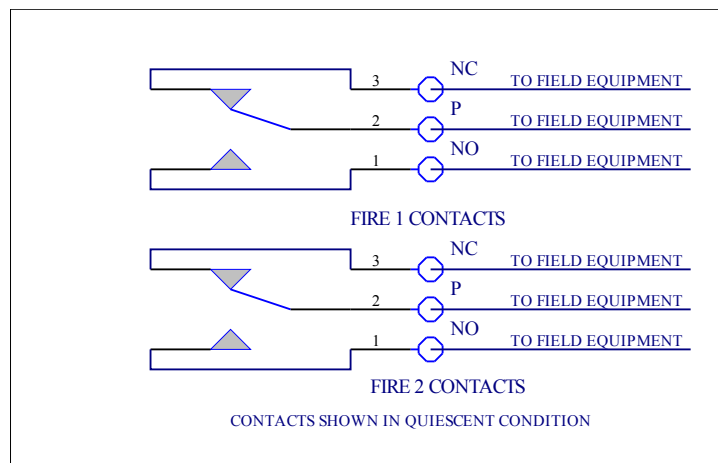 NC
3 TO FIELD EQUIPMENT
P
2 TO FIELD EQUIPMENT
NO
1 TO FIELD EQUIPMENT
FIRE 1 CONTACTS
NC
3 TO FIELD EQUIPMENT
P
2 TO FIELD EQUIPMENT
NO
1 TO FIELD EQUIPMENT
FIRE 2 CONTACTS
CONTACTS SHOWN IN QUIESCENT CONDITION